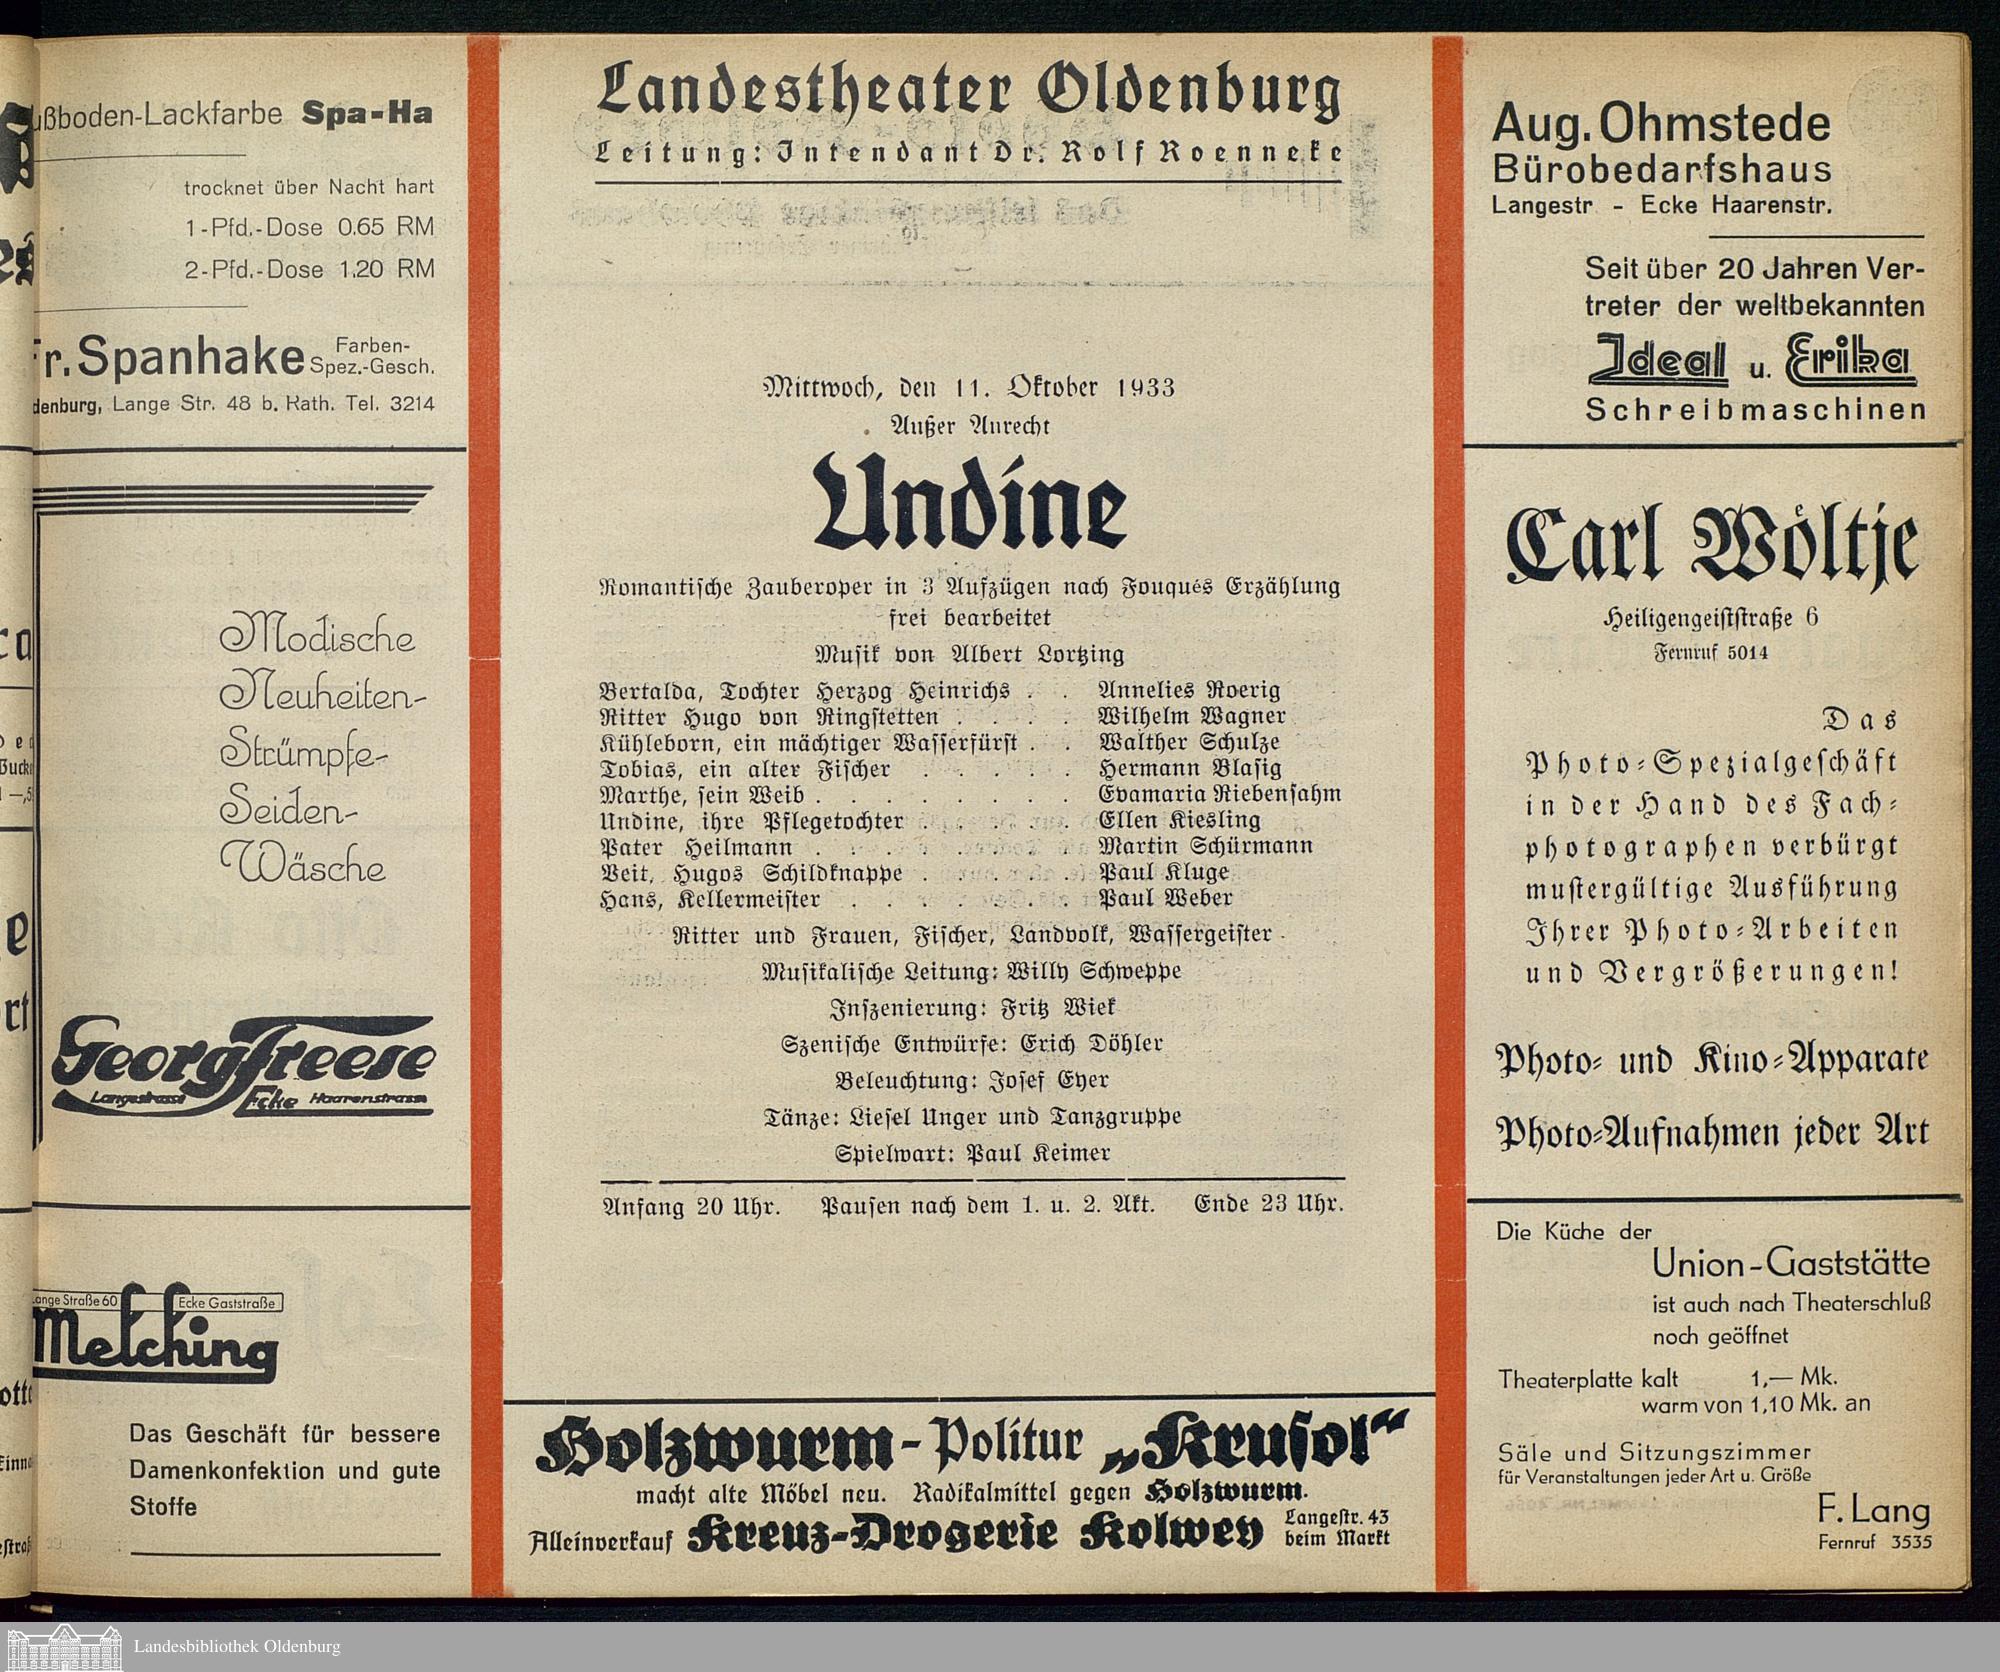 ußboden-Lackfarbe Spa-Ha
trocknet über Nacht hart
1-Pfd.-Dose 0.65 RM
2-Pfd.-Dose 1.20 RM
Fr. Spanhake Farben-
Spez.-Gesch.
denburg, Lange Str. 48 b. Rath. Tel. 3214
Modische
Neuheiten-
Strümpfe-
Seiden-
Wäsche
Georg Freese
Langestrasse Ecke Haarenstrasse
ange Straße 60 Ecke Gaststraße
Melching
Das Geschäft für bessere
Damenkonfektion und gute
Stoffe
Landestheater Oldenburg
Leitung: Intendant Dr. Rolf Roenneke
Mittwoch, den 11. Oktober 1933
Außer Anrecht
Undine
Romantische Zauberoper in 3 Aufzügen nach Fouqués Erzählung
frei bearbeitet
Musik von Albert Lortzing
Bertalda, Tochter Herzog Heinrichs . . Annelies Roerig
Ritter Hugo von Ringstetten . . . . . Wilhelm Wagner
Kühleborn, ein mächtiger Wasserfürst . . Walther Schulze
Tobias, ein alter Fischer . . . . . . Hermann Blasig
Marthe, sein Weib . . . . . . . . Evamaria Riebensahm
Undine, ihre Pflegetochter . . . . . . Ellen Kiesling
Pater Heilmann . . . . . . . . Martin Schürmann
Veit, Hugos Schildknappe . . . . . . Paul Kluge
Hans, Kellermeister . . . . . . . Paul Weber
Ritter und Frauen, Fischer, Landvolk, Wassergeister.
Musikalische Leitung: Willy Schweppe
Inszenierung: Fritz Wiek
Szenische Entwürfe: Erich Döhler
Beleuchtung: Josef Eyer
Tänze: Liesel Unger und Tanzgruppe
Spielwart: Paul Keimer
Anfang 20 Uhr. Pausen nach dem 1. u. 2. Akt. Ende 23 Uhr.
Holzwurm-Politur „Krusol“
macht alte Möbel neu. Radikalmittel gegen Holzwurm.
Alleinverkauf Kreuz-Drogerie Kolwey Langestr. 43
beim Markt
Aug. Ohmstede
Bürobedarfshaus
Langestr - Ecke Haarenstr.
Seit über 20 Jahren Ver-
treter der weltbekannten
Ideal u. Erika
Schreibmaschinen
Carl Wöltje
Heiligengeiststraße 6
Fernruf 5014
Das
Photo-Spezialgeschäft
in der Hand des Fach-
photographen verbürgt
mustergültige Ausführung
Ihrer Photo-Arbeiten
und Vergrößerungen!
Photo- und Kino-Apparate
Photo-Aufnahmen jeder Art
Die Küche der
Union-Gaststätte
ist auch nach Theaterschluß
noch geöffnet
Theaterplatte kalt 1,— Mk.
warm von 1,10 Mk. an
Säle und Sitzungszimmer
für Veranstaltungen jeder Art u. Größe
F. Lang
Fernruf 3535
Landesbibliothek Oldenburg